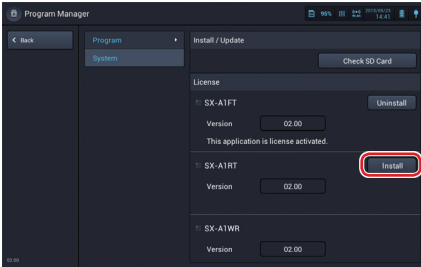 Program Manager
95%
2015/09/23
14:41
Back
Program
System
Install / Update
Check SD Card
License
SX-A1FT
Uninstall
Version
02.00
This application is license activated.
SX-A1RT
Install
Version
02.00
SX-A1WR
Version
02.00
02.00